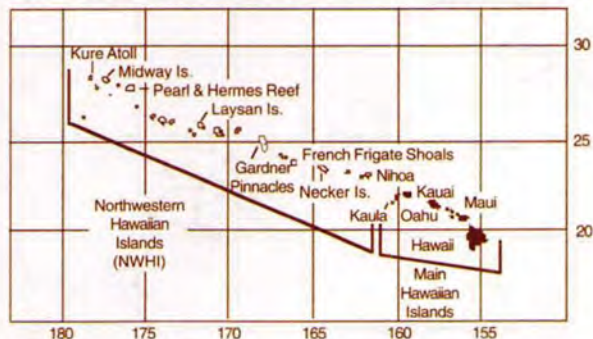 30
Kure Atoll
Midway Is.
Pearl & Hermes Reef
Laysan Is.
25
French Frigate Shoals
Gardner
Pinnacles
Nihoa
Necker Is.
Kauai
Maui
Northwestern
Hawaiian
Islands
(NWHI)
Kaula
Oahu
20
Hawaii
Main
Hawaiian
Islands
180
175
170
165
160
155